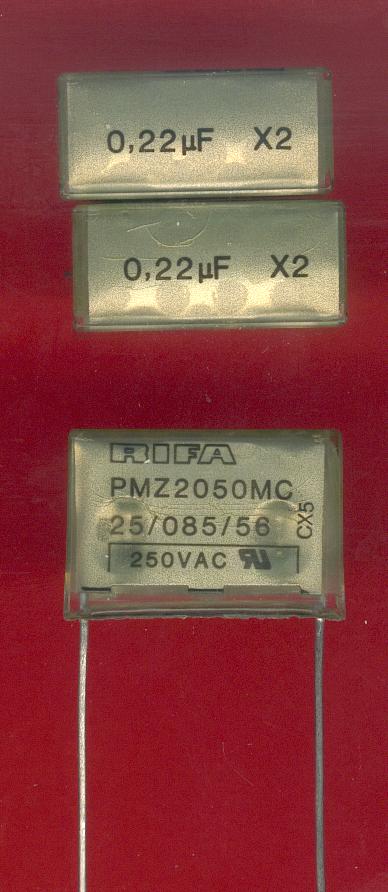 0,22µF X2
0,22µF X2
RIFA
PMZ2050MC
25/085/56
CX5
250VAC